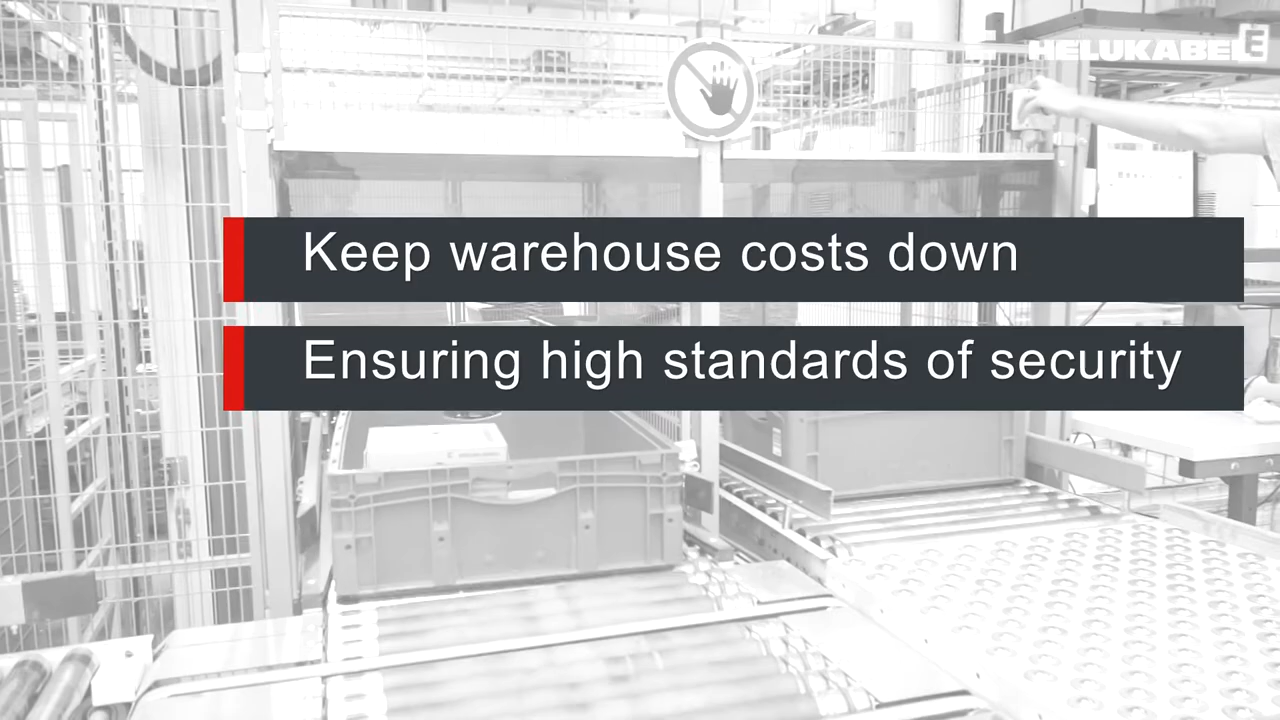 HELUKABEL
Keep warehouse costs down
Ensuring high standards of security